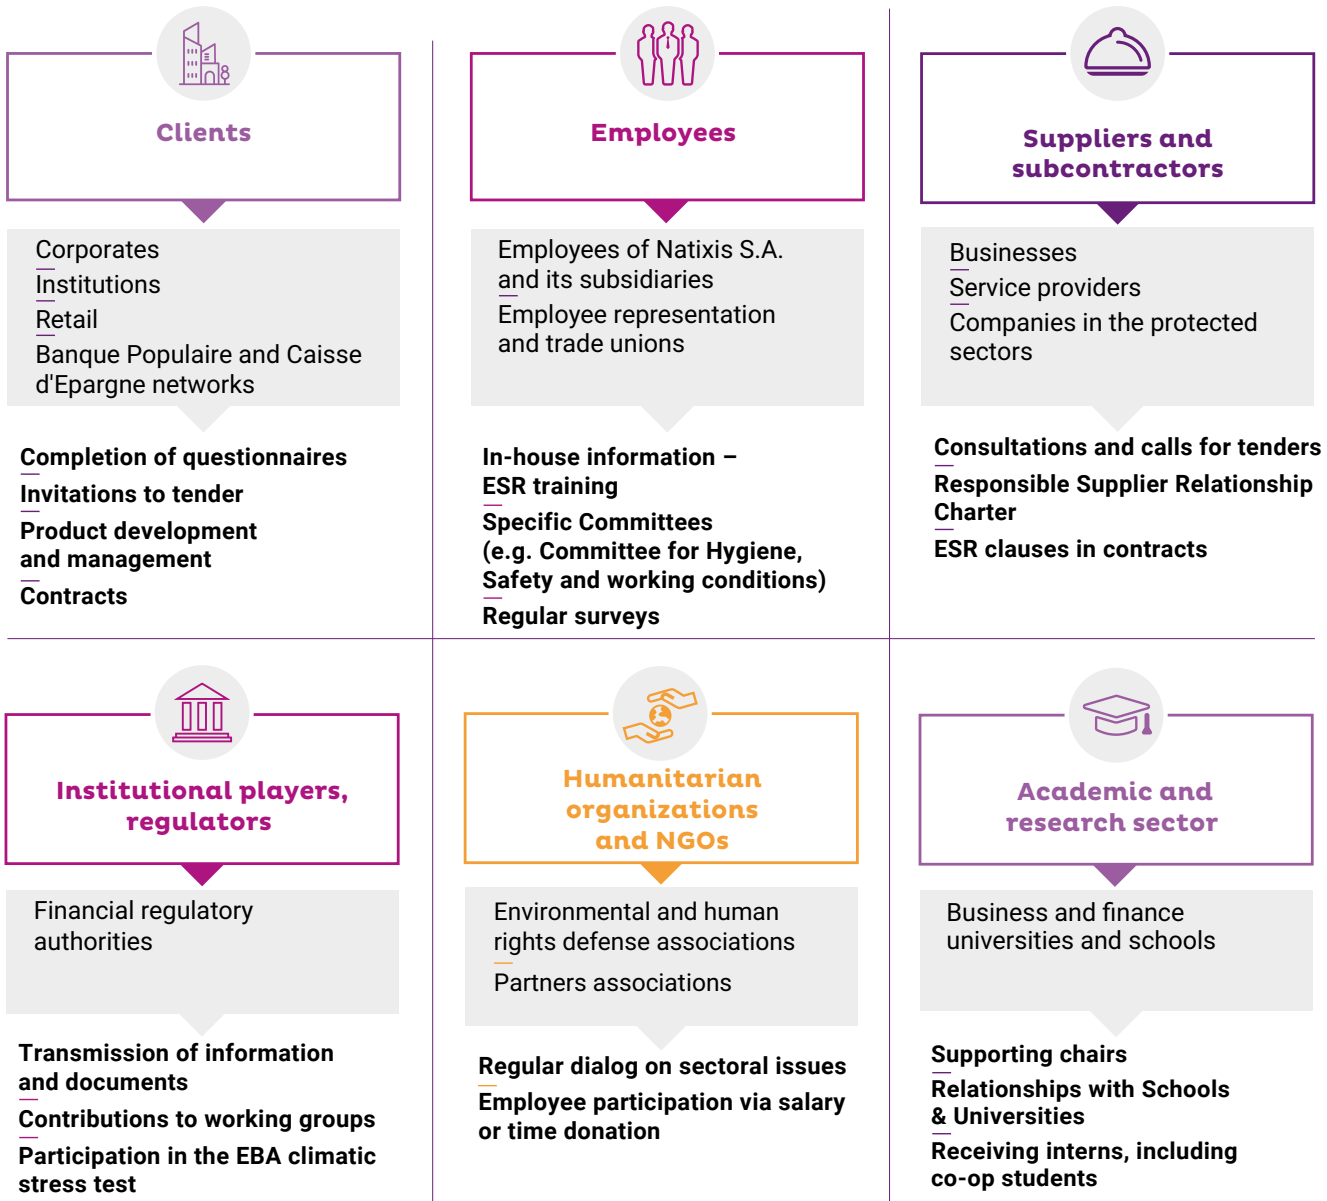 Clients
Corporates
Institutions
Retail
Banque Populaire and Caisse
d'Epargne networks
Completion of questionnaires
Invitations to tender
Product development
and management
Contracts
Employees
Employees of Natixis S.A.
and its subsidiaries
Employee representation
and trade unions
In-house information –
ESR training
Specific Committees
(e.g. Committee for Hygiene,
Safety and working conditions)
Regular surveys
Suppliers and
subcontractors
Businesses
Service providers
Companies in the protected
sectors
Consultations and calls for tenders
Responsible Supplier Relationship
Charter
ESR clauses in contracts
Institutional players,
regulators
Financial regulatory
authorities
Transmission of information
and documents
Contributions to working groups
Participation in the EBA climatic
stress test
Humanitarian
organizations
and NGOs
Environmental and human
rights defense associations
Partners associations
Regular dialog on sectoral issues
Employee participation via salary
or time donation
Academic and
research sector
Business and finance
universities and schools
Supporting chairs
Relationships with Schools
& Universities
Receiving interns, including
co-op students